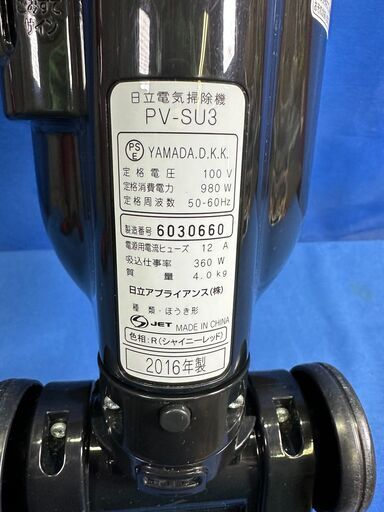 日立電気掃除機
PV-SU3
PS E YAMADA.D.K.K.
定格電圧 100 V
定格消費電力 980 W
定格周波数 50-60Hz
製造番号 6030660
電源用電流ヒューズ 12 A
吸込仕事率 360 W
質量 4.0kg
日立アプライアンス(株)
種類・ほうき形
S JET MADE IN CHINA
色相:R(シャイニーレッド)
2016年製